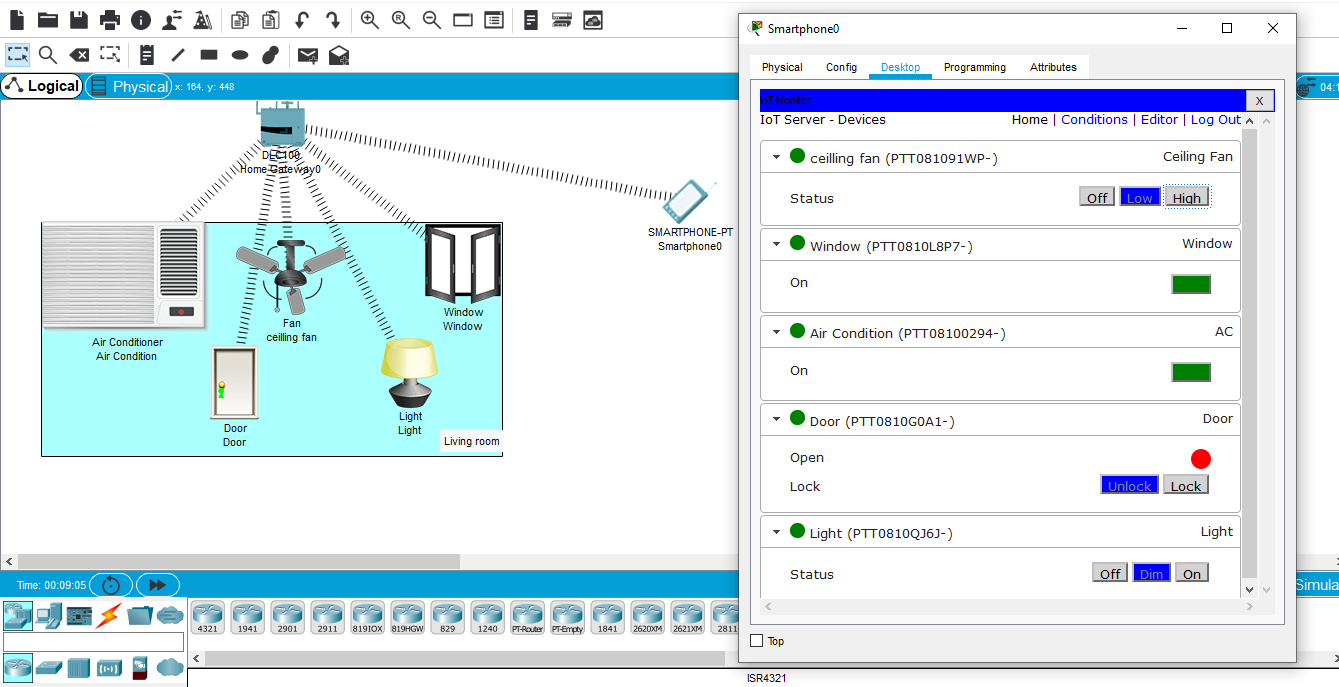 Smartphone0
Physical Config Desktop Programming Attributes
Logical
Physical x: 164, y: 448
04:1
IoT Monitor X
IoT Server - Devices Home | Conditions | Editor | Log Out
ceilling fan (PTT081091WP-) Ceiling Fan
Status Off Low High
Window (PTT0810L8P7-) Window
On
Air Condition (PTT08100294-) AC
On
Door (PTT0810G0A1-) Door
Open
Lock Unlock Lock
Light (PTT0810QJ6J-) Light
Status Off Dim On
Top
DLC100
Home Gateway0
SMARTPHONE-PT
Smartphone0
Air Conditioner
Air Condition
Fan
ceilling fan
Window
Window
Door
Door
Light
Light
Living room
Time: 00:09:05
Simula
4321 1941 2901 2911 819IOX 819HGW 829 1240 PT-Router PT-Empty 1841 2620XM 2621XM 2811
ISR4321